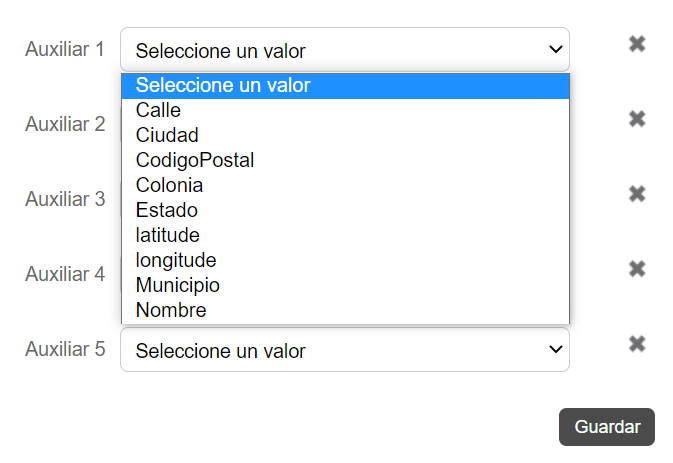 Auxiliar 1 Seleccione un valor
Seleccione un valor
Calle
Auxiliar 2
Ciudad
CodigoPostal
Colonia
Auxiliar 3
Estado
latitude
longitude
Auxiliar 4
Municipio
Nombre
Auxiliar 5 Seleccione un valor
Guardar